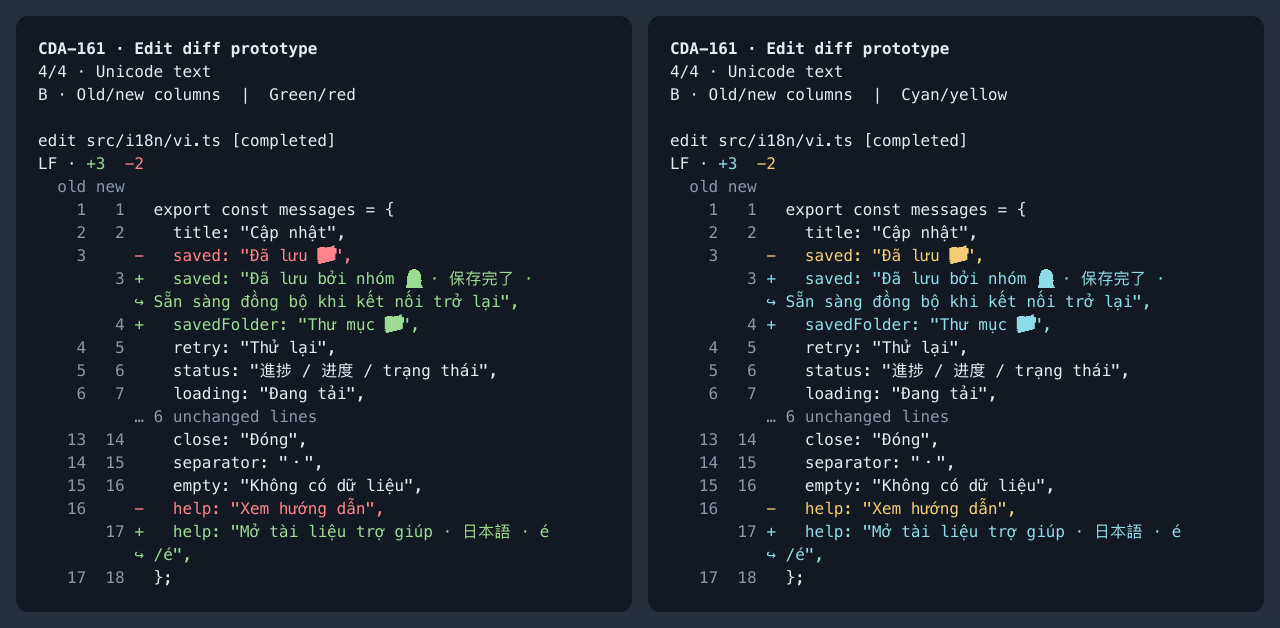 CDA–161 · Edit diff prototype
4/4 · Unicode text
B · Old/new columns | Green/red
edit src/i18n/vi.ts [completed]
LF · +3 −2
old new
1 1 export const messages = {
2 2 title: "Cập nhật",
3 − saved: "Đã lưu ",
3 + saved: "Đã lưu bởi nhóm · 保存完了 ·
↪ Sẵn sàng đồng bộ khi kết nối trở lại",
4 + savedFolder: "Thư mục ",
4 5 retry: "Thử lại",
5 6 status: "進捗 / 进度 / trạng thái",
6 7 loading: "Đang tải",
… 6 unchanged lines
13 14 close: "Đóng",
14 15 separator: "·",
15 16 empty: "Không có dữ liệu",
16 − help: "Xem hướng dẫn",
17 + help: "Mở tài liệu trợ giúp · 日本語 · é
↪ /é",
17 18 };
CDA–161 · Edit diff prototype
4/4 · Unicode text
B · Old/new columns | Cyan/yellow
edit src/i18n/vi.ts [completed]
LF · +3 −2
old new
1 1 export const messages = {
2 2 title: "Cập nhật",
3 − saved: "Đã lưu ",
3 + saved: "Đã lưu bởi nhóm · 保存完了 ·
↪ Sẵn sàng đồng bộ khi kết nối trở lại",
4 + savedFolder: "Thư mục ",
4 5 retry: "Thử lại",
5 6 status: "進捗 / 进度 / trạng thái",
6 7 loading: "Đang tải",
… 6 unchanged lines
13 14 close: "Đóng",
14 15 separator: "·",
15 16 empty: "Không có dữ liệu",
16 − help: "Xem hướng dẫn",
17 + help: "Mở tài liệu trợ giúp · 日本語 · é
↪ /é",
17 18 };